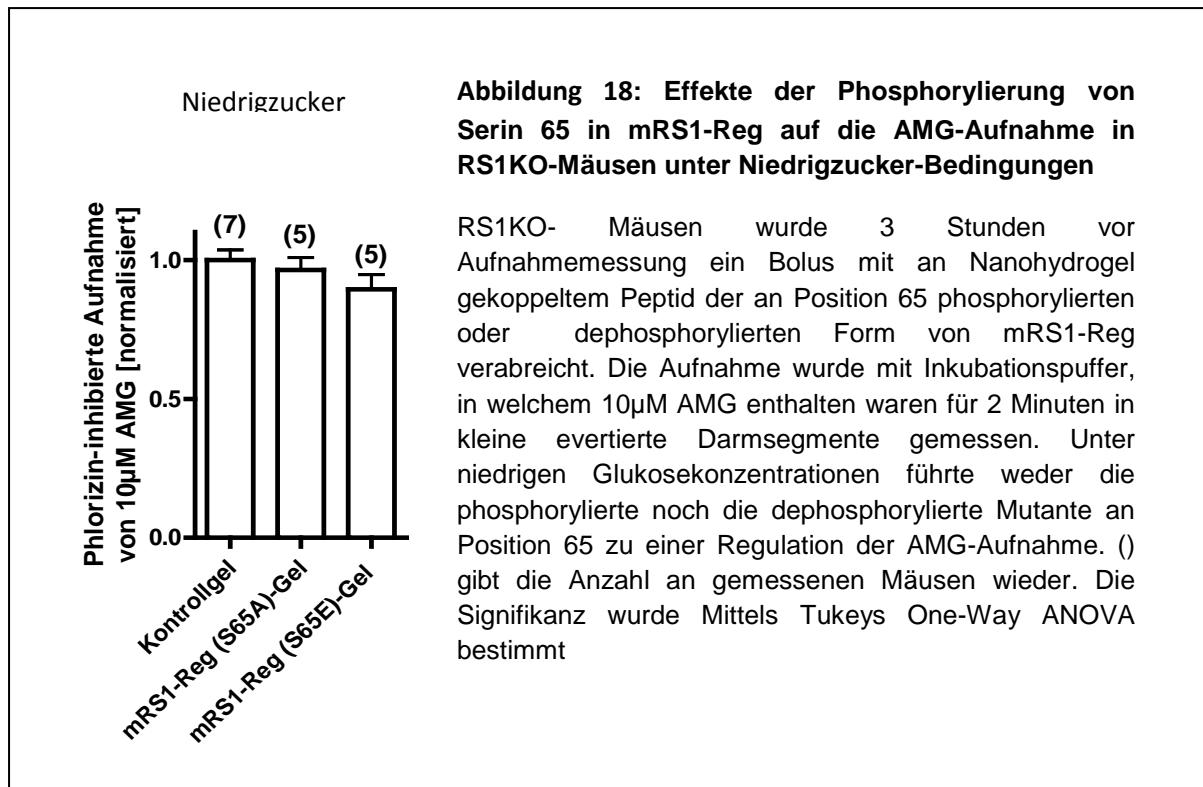 Niedrigzucker
Phlorizin-inhibierte Aufnahme
von 10µM AMG [normalisiert]
1.0
0.5
0.0
(7)
(5)
(5)
Kontrollgel
mRS1-Reg (S65A)-Gel
mRS1-Reg (S65E)-Gel
Abbildung 18: Effekte der Phosphorylierung von
Serin 65 in mRS1-Reg auf die AMG-Aufnahme in
RS1KO-Mäusen unter Niedrigzucker-Bedingungen
RS1KO- Mäusen wurde 3 Stunden vor
Aufnahmemessung ein Bolus mit an Nanohydrogel
gekoppeltem Peptid der an Position 65 phosphorylierten
oder dephosphorylierten Form von mRS1-Reg
verabreicht. Die Aufnahme wurde mit Inkubationspuffer,
in welchem 10µM AMG enthalten waren für 2 Minuten in
kleine evertierte Darmsegmente gemessen. Unter
niedrigen Glukosekonzentrationen führte weder die
phosphorylierte noch die dephosphorylierte Mutante an
Position 65 zu einer Regulation der AMG-Aufnahme. ()
gibt die Anzahl an gemessenen Mäusen wieder. Die
Signifikanz wurde Mittels Tukeys One-Way ANOVA
bestimmt